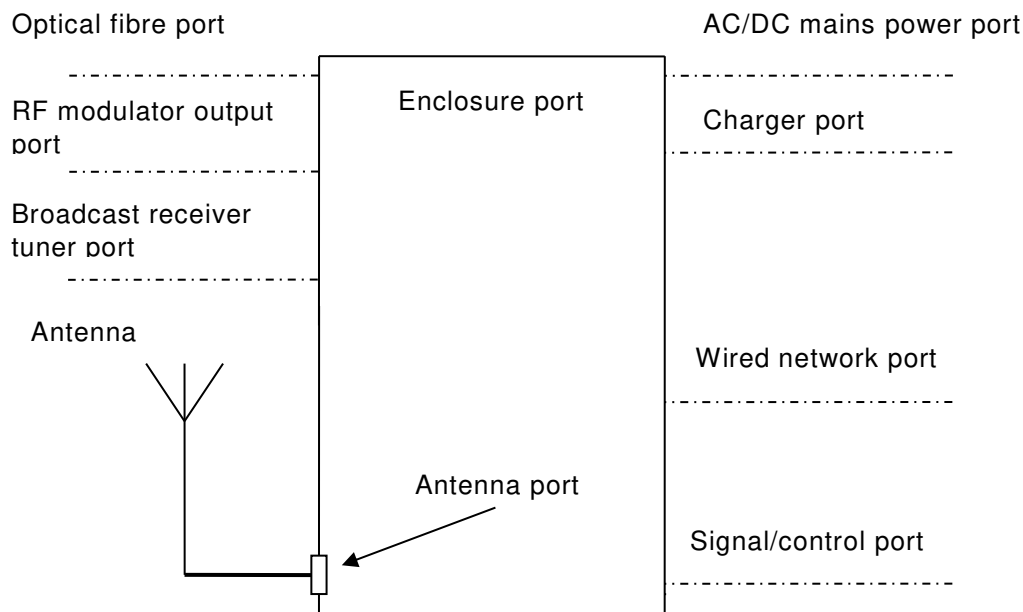 Optical fibre port
AC/DC mains power port
Enclosure port
RF modulator output
port
Charger port
Broadcast receiver
tuner port
Antenna
Wired network port
Antenna port
Signal/control port